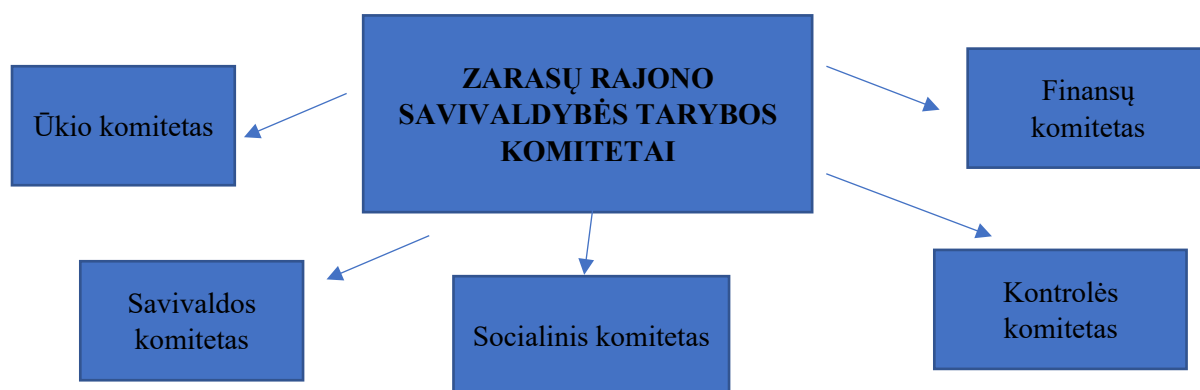 ZARASŲ RAJONO
SAVIVALDYBĖS TARYBOS
KOMITETAI
Ūkio komitetas
Finansų
komitetas
Savivaldos
komitetas
Socialinis komitetas
Kontrolės
komitetas